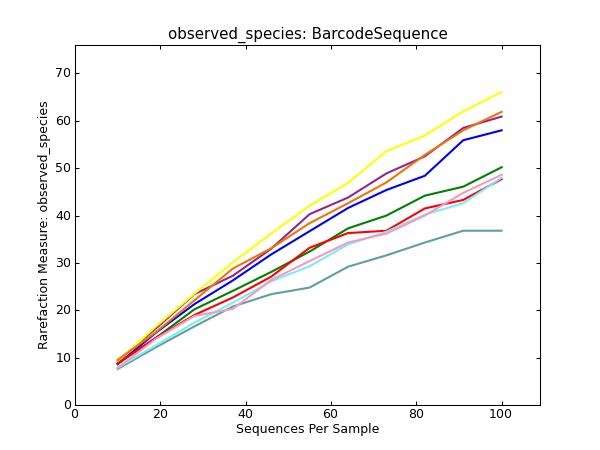 observed_species: BarcodeSequence
Rarefaction Measure: observed_species
70
60
50
40
30
20
10
0
0 20 40 60 80 100
Sequences Per Sample